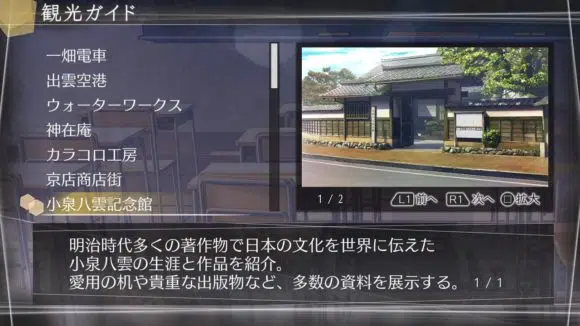 観光ガイド
一畑電車
出雲空港
ウォーターワークス
神在庵
カラコロ工房
京店商店街
小泉八雲記念館
1 / 2
L1 前へ R1 次へ 拡大
明治時代多くの著作物で日本の文化を世界に伝えた
小泉八雲の生涯と作品を紹介。
愛用の机や貴重な出版物など、多数の資料を展示する。 1 / 1